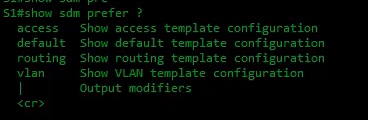 S1#show sdm pre
S1#show sdm prefer ?
  access   Show access template configuration
  default  Show default template configuration
  routing  Show routing template configuration
  vlan     Show VLAN template configuration
  |        Output modifiers
  <cr>